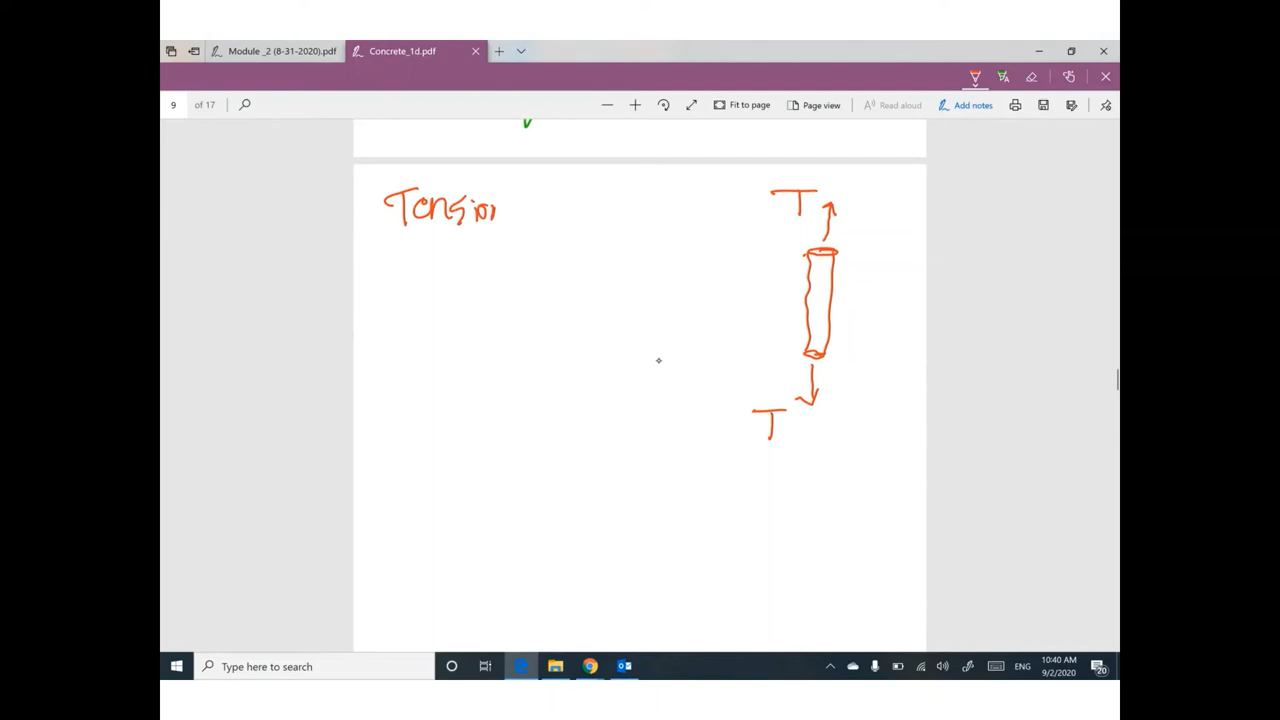 Module _2 (8-31-2020).pdf
Concrete_1d.pdf
9 of 17
Fit to page
Page view
Read aloud
Add notes
Tension
T
T
Type here to search
ENG
10:40 AM
9/2/2020
20